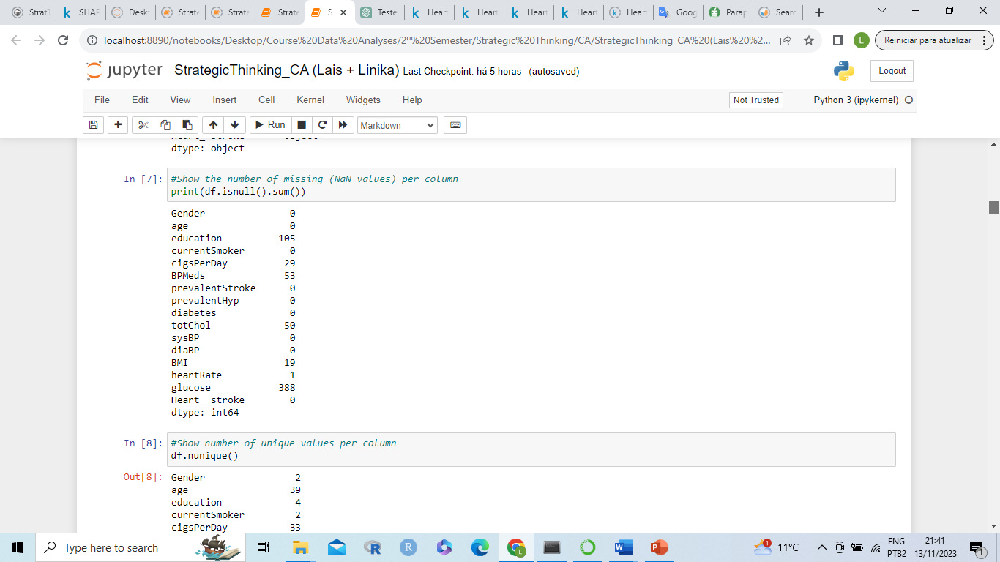 StratT
SHAP
Deskt
Strate
Strate
Strate
S
Teste
Heart
Heart
Heart
Heart
Heart
Goog
Parap
Searc
localhost:8890/notebooks/Desktop/Course%20Data%20Analyses/2º%20Semester/Strategic%20Thinking/CA/StrategicThinking_CA%20(Lais%20%2...
L
Reiniciar para atualizar
jupyter StrategicThinking_CA (Lais + Linika) Last Checkpoint: há 5 horas (autosaved)
Logout
File Edit View Insert Cell Kernel Widgets Help
Not Trusted
Python 3 (ipykernel)
Run
Markdown
Heart_ stroke object
dtype: object
In [7]: #Show the number of missing (NaN values) per column
print(df.isnull().sum())
Gender 0
age 0
education 105
currentSmoker 0
cigsPerDay 29
BPMeds 53
prevalentStroke 0
prevalentHyp 0
diabetes 0
totChol 50
sysBP 0
diaBP 0
BMI 19
heartRate 1
glucose 388
Heart_ stroke 0
dtype: int64
In [8]: #Show number of unique values per column
df.nunique()
Out[8]: Gender 2
age 39
education 4
currentSmoker 2
cigsPerDay 33
Type here to search
11°C
ENG
PTB2
21:41
13/11/2023
1